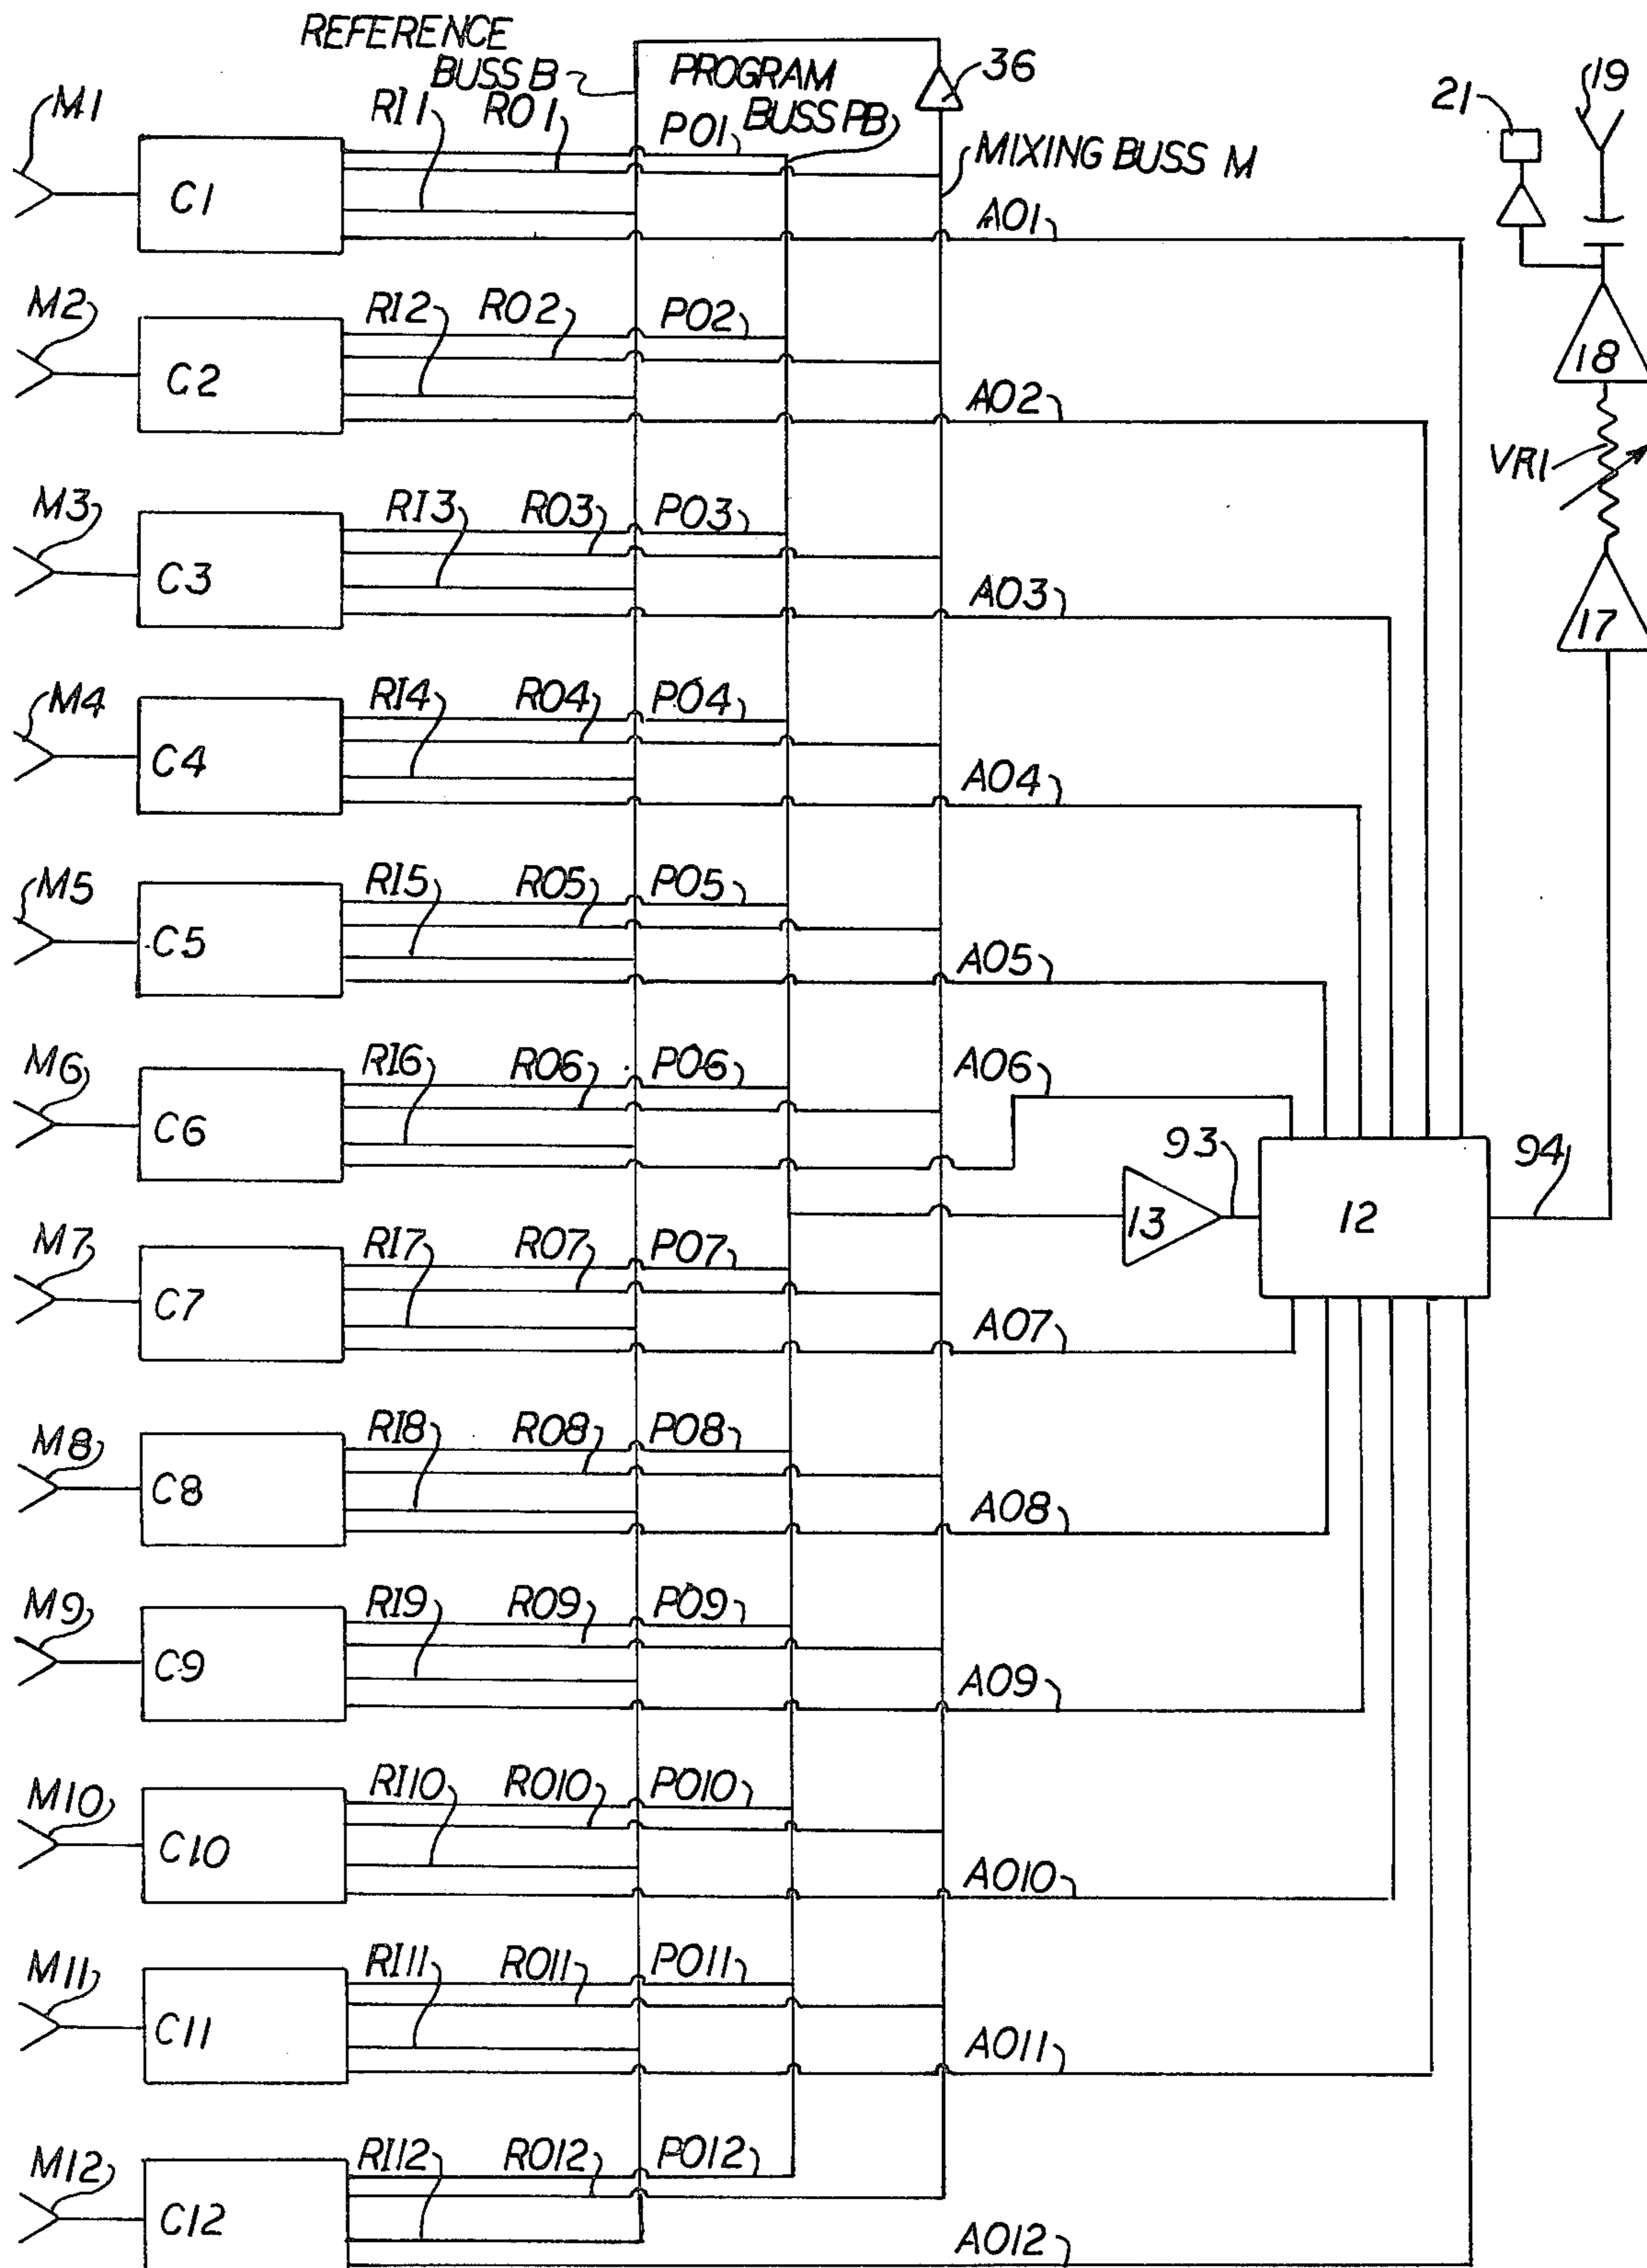 REFERENCE
BUSS B
PROGRAM
BUSS PB
36
19
21
M1
RI1
RO1
PO1
MIXING BUSS M
C1
AO1
M2
RI2
RO2
PO2
C2
18
AO2
VR1
M3
RI3
RO3
PO3
C3
AO3
17
M4
RI4
RO4
PO4
C4
AO4
M5
RI5
RO5
PO5
C5
AO5
M6
RI6
RO6
PO6
AO6
C6
93
94
13
12
M7
RI7
RO7
PO7
C7
AO7
M8
RI8
RO8
PO8
C8
AO8
M9
RI9
RO9
PO9
C9
AO9
M10
RI10
RO10
PO10
C10
AO10
M11
RI11
RO11
PO11
C11
AO11
M12
RI12
RO12
PO12
C12
AO12